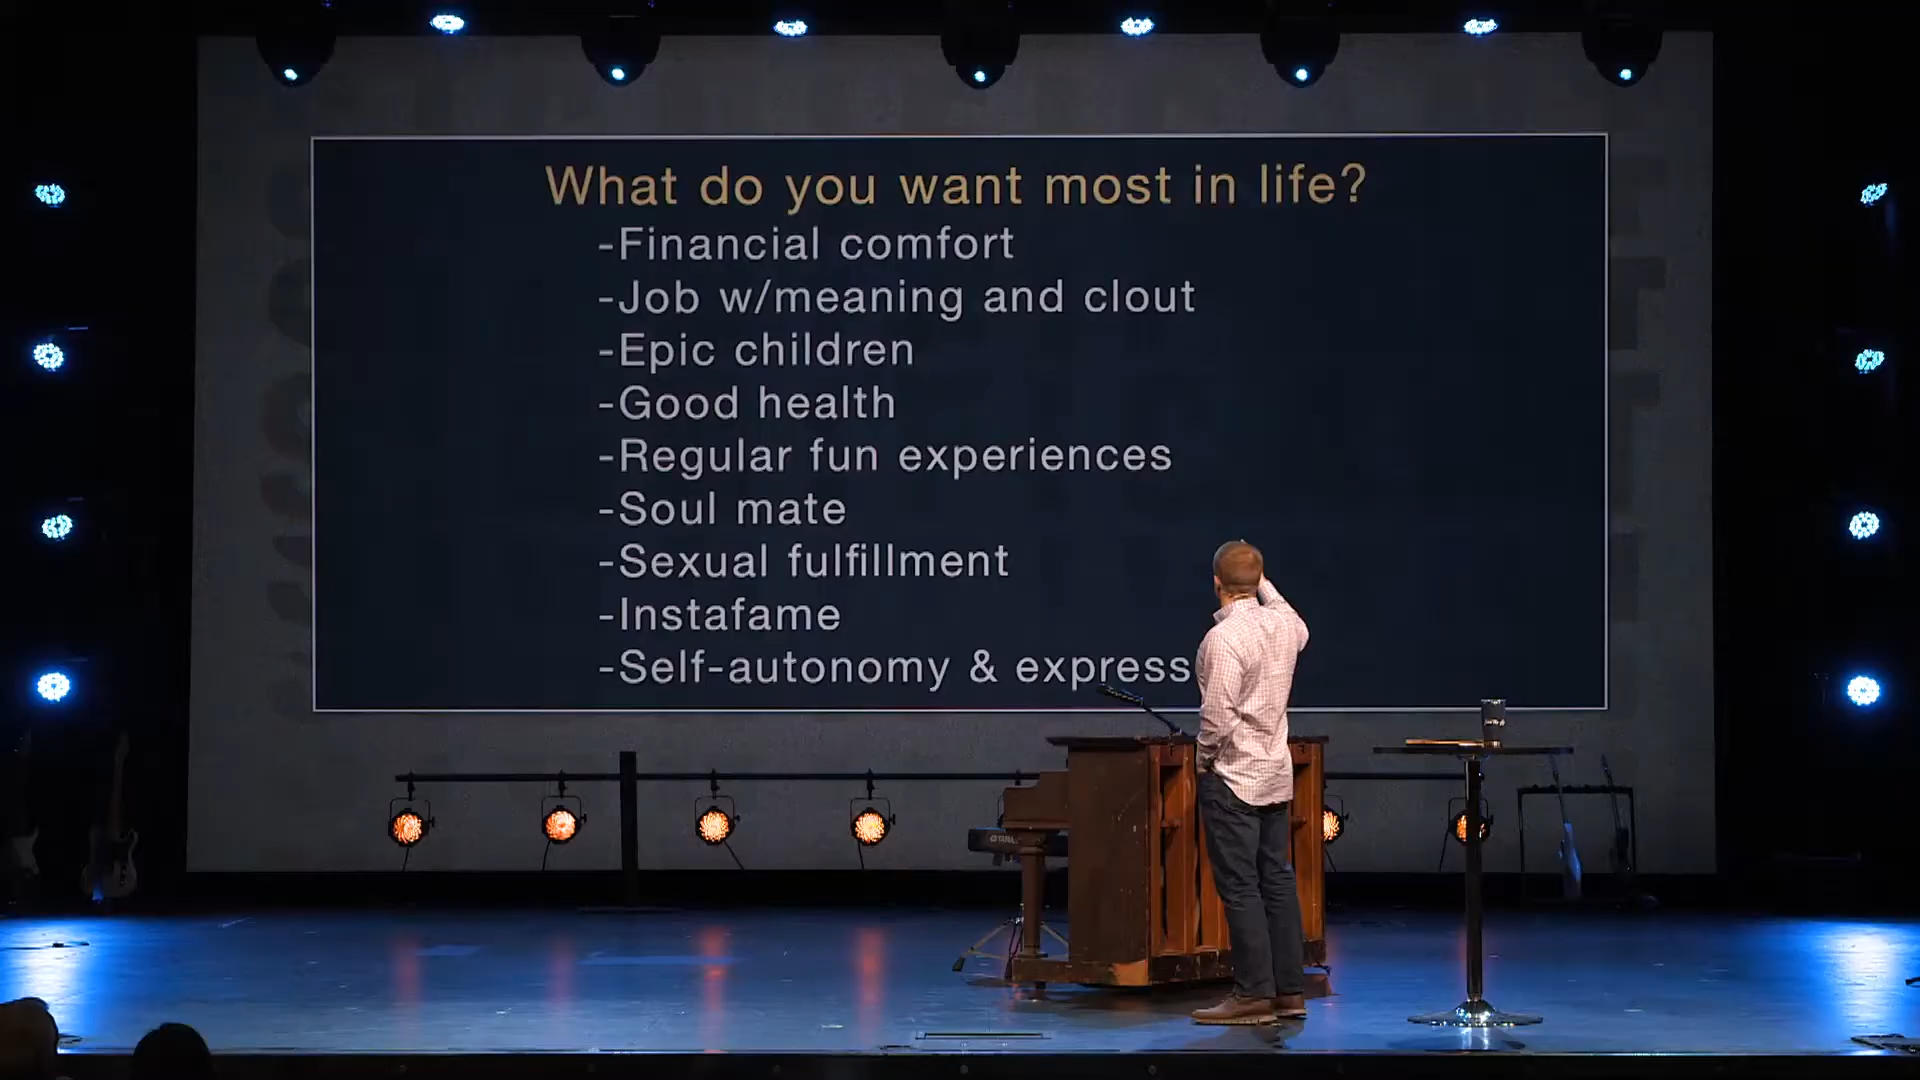 What do you want most in life?
-Financial comfort
-Job w/meaning and clout
-Epic children
-Good health
-Regular fun experiences
-Soul mate
-Sexual fulfillment
-Instafame
-Self-autonomy & express